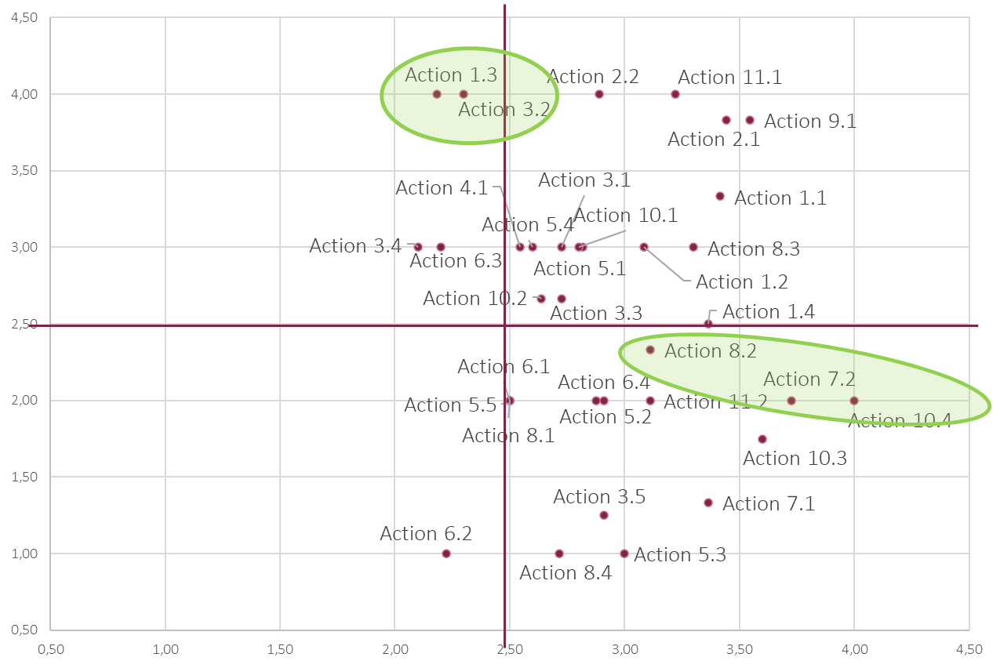 4,50
Action 1.3
Action 2.2
Action 11.1
4,00
Action 3.2
Action 9.1
Action 2.1
3,50
Action 3.1
Action 4.1
Action 1.1
Action 10.1
Action 5.4
3,00
Action 3.4
Action 6.3
Action 8.3
Action 5.1
Action 1.2
Action 10.2
Action 3.3
Action 1.4
2,50
Action 8.2
Action 6.1
Action 7.2
Action 6.4
2,00
Action 5.5
Action 11.2
Action 5.2
Action 10.4
Action 8.1
Action 10.3
1,50
Action 3.5
Action 7.1
Action 6.2
1,00
Action 5.3
Action 8.4
0,50
0,50 1,00 1,50 2,00 2,50 3,00 3,50 4,00 4,50